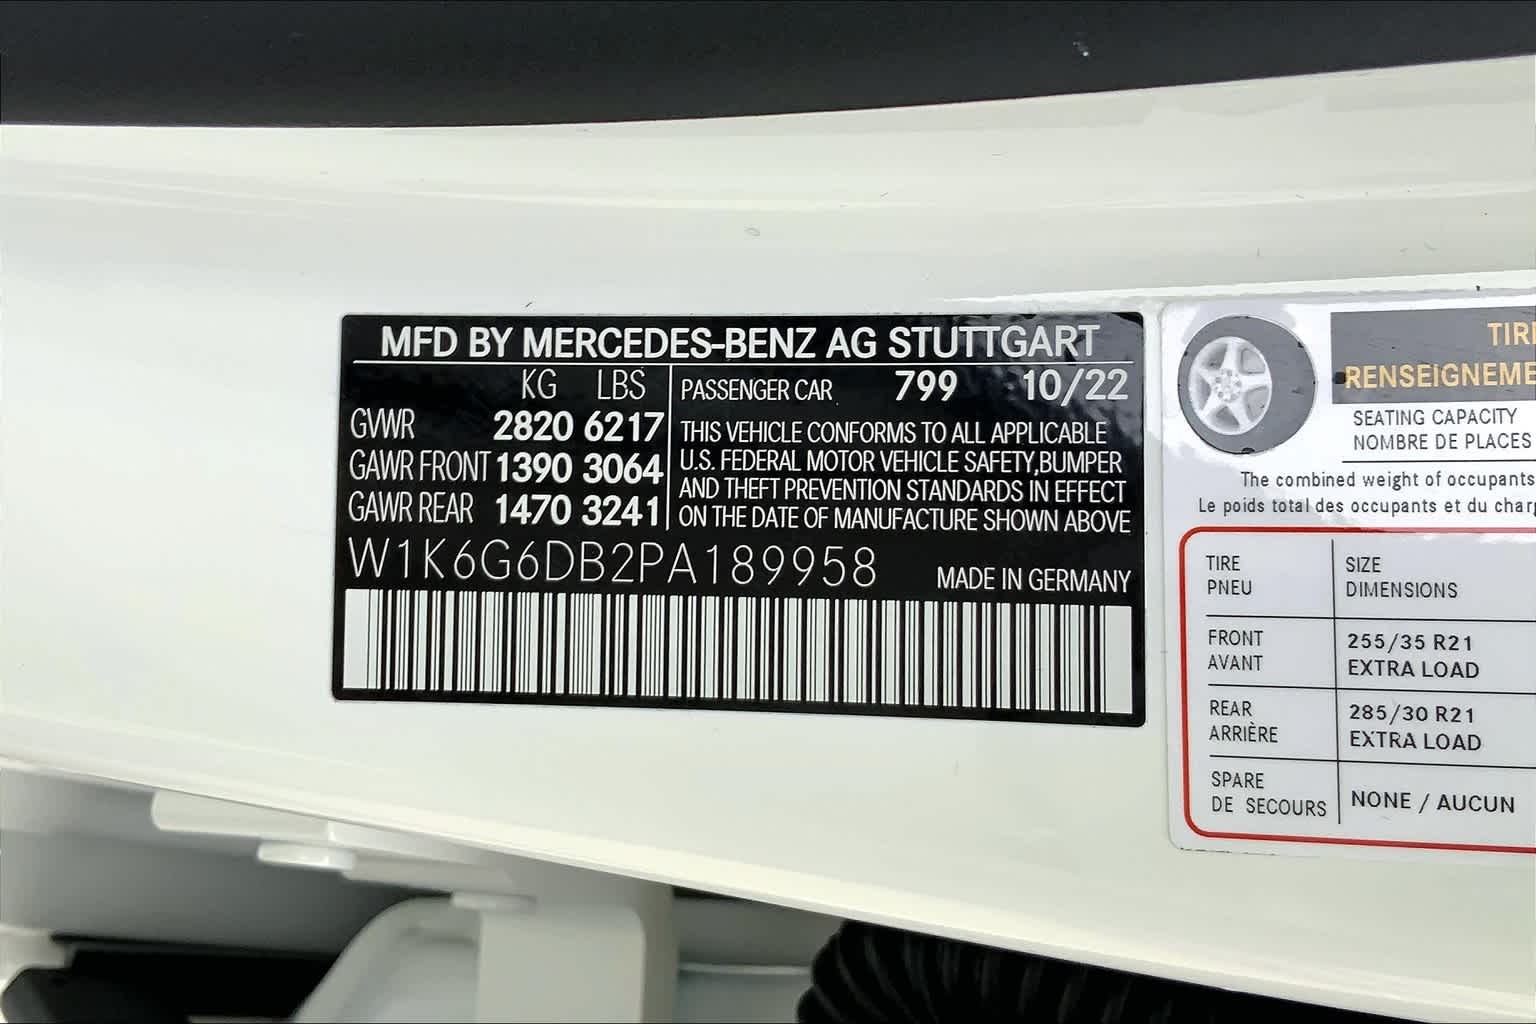 MFD BY MERCEDES-BENZ AG STUTTGART
KG LBS
GVWR 2820 6217
GAWR FRONT 1390 3064
GAWR REAR 1470 3241
PASSENGER CAR 799 10/22
THIS VEHICLE CONFORMS TO ALL APPLICABLE
U.S. FEDERAL MOTOR VEHICLE SAFETY,BUMPER
AND THEFT PREVENTION STANDARDS IN EFFECT
ON THE DATE OF MANUFACTURE SHOWN ABOVE
W1K6G6DB2PA189958
MADE IN GERMANY
SEATING CAPACITY
NOMBRE DE PLACES
The combined weight of occupants
Le poids total des occupants et du
TIRE
PNEU
SIZE
DIMENSIONS
FRONT
AVANT
255/35 R21
EXTRA LOAD
REAR
ARRIÈRE
285/30 R21
EXTRA LOAD
SPARE
DE SECOURS
NONE / AUCUN